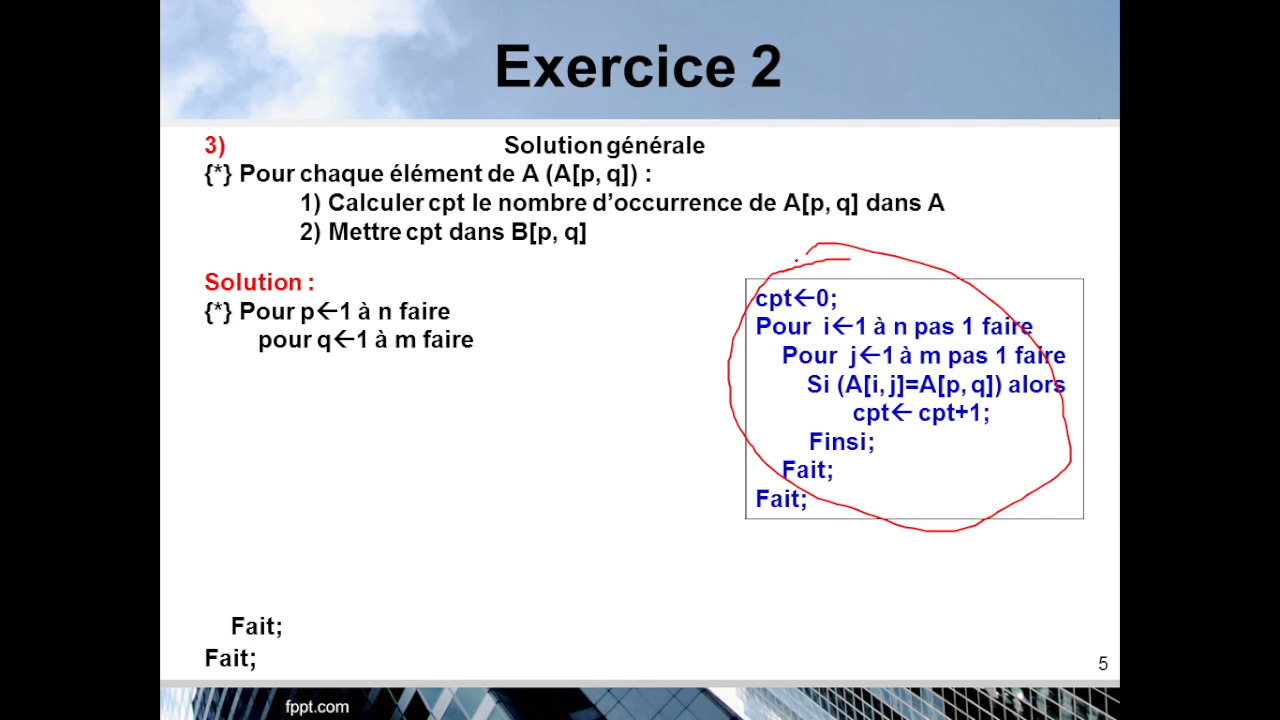 Exercice 2
3) Solution générale
{*} Pour chaque élément de A (A[p, q]) :
1) Calculer cpt le nombre d’occurrence de A[p, q] dans A
2) Mettre cpt dans B[p, q]
Solution :
{*} Pour p←1 à n faire
pour q←1 à m faire
cpt←0;
Pour i←1 à n pas 1 faire
Pour j←1 à m pas 1 faire
Si (A[i, j]=A[p, q]) alors
cpt← cpt+1;
Finsi;
Fait;
Fait;
Fait;
Fait;
5
fppt.com